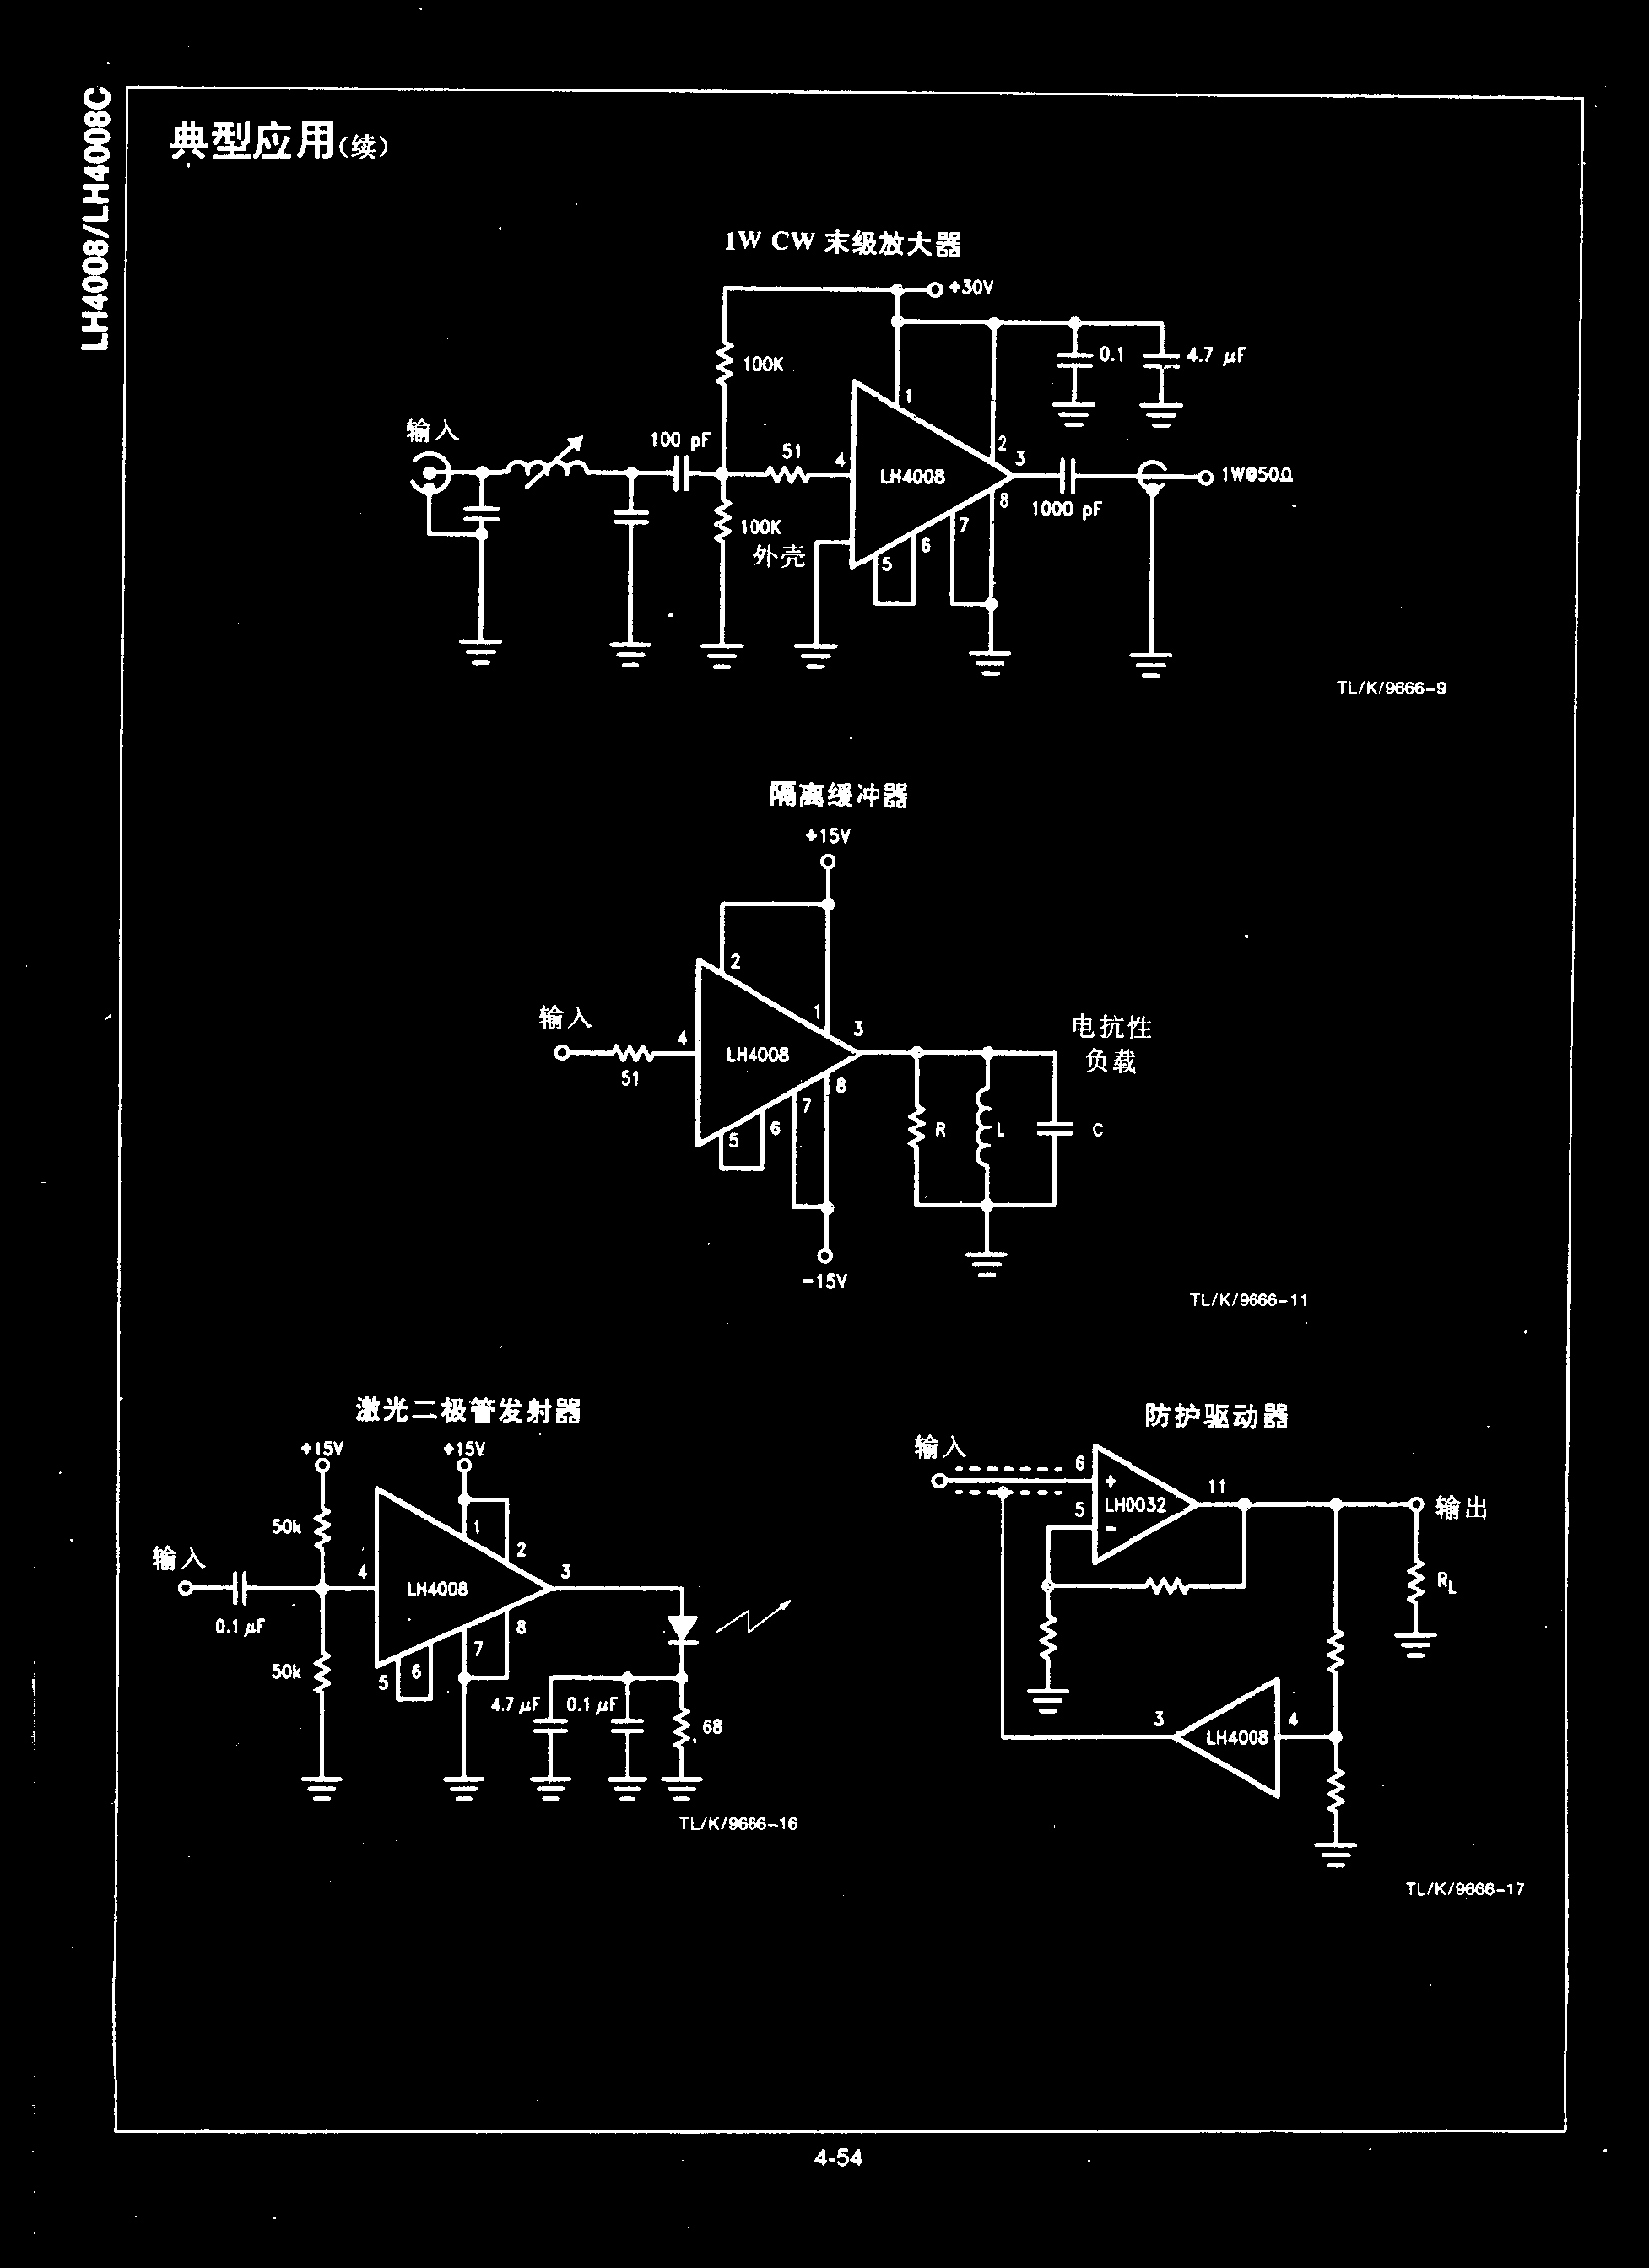 LH4008/LH4008C
典型应用(续)
1W CW 末级放大器
+30V
100K
0.1
4.7 μF
1
输入
100 pF
51
4
LH4008
2
3
1W@50Ω
1000 pF
8
7
100K
外壳
5
6
TL/K/9666-9
隔离缓冲器
+15V
2
1
输入
4
3
电抗性
负载
LH4008
51
8
7
6
5
R
L
C
-15V
TL/K/9666-11
激光二极管发射器
+15V
+15V
50k
1
2
输入
4
LH4008
3
0.1 μF
8
7
50k
5
6
4.7 μF
0.1 μF
68
TL/K/9666-16
防护驱动器
输入
6
+
LH0032
11
输出
5
-
RL
3
LH4008
4
TL/K/9666-17
4-54